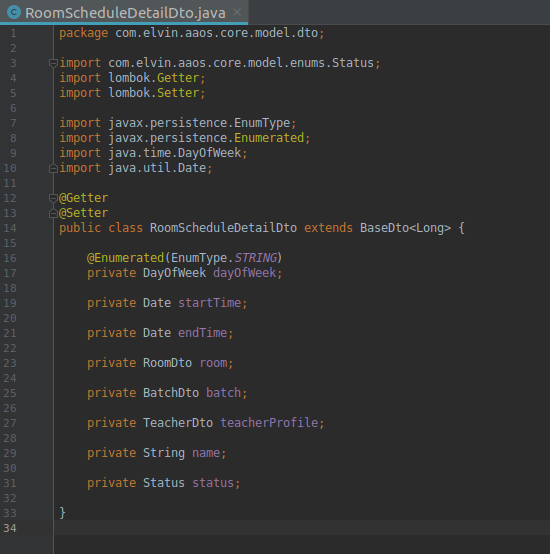 RoomScheduleDetailDto.java
1 package com.elvin.aaos.core.model.dto;
2
3 import com.elvin.aaos.core.model.enums.Status;
4 import lombok.Getter;
5 import lombok.Setter;
6
7 import javax.persistence.EnumType;
8 import javax.persistence.Enumerated;
9 import java.time.DayOfWeek;
10 import java.util.Date;
11
12 @Getter
13 @Setter
14 public class RoomScheduleDetailDto extends BaseDto<Long> {
15
16     @Enumerated(EnumType.STRING)
17     private DayOfWeek dayOfWeek;
18
19     private Date startTime;
20
21     private Date endTime;
22
23     private RoomDto room;
24
25     private BatchDto batch;
26
27     private TeacherDto teacherProfile;
28
29     private String name;
30
31     private Status status;
32
33 }
34